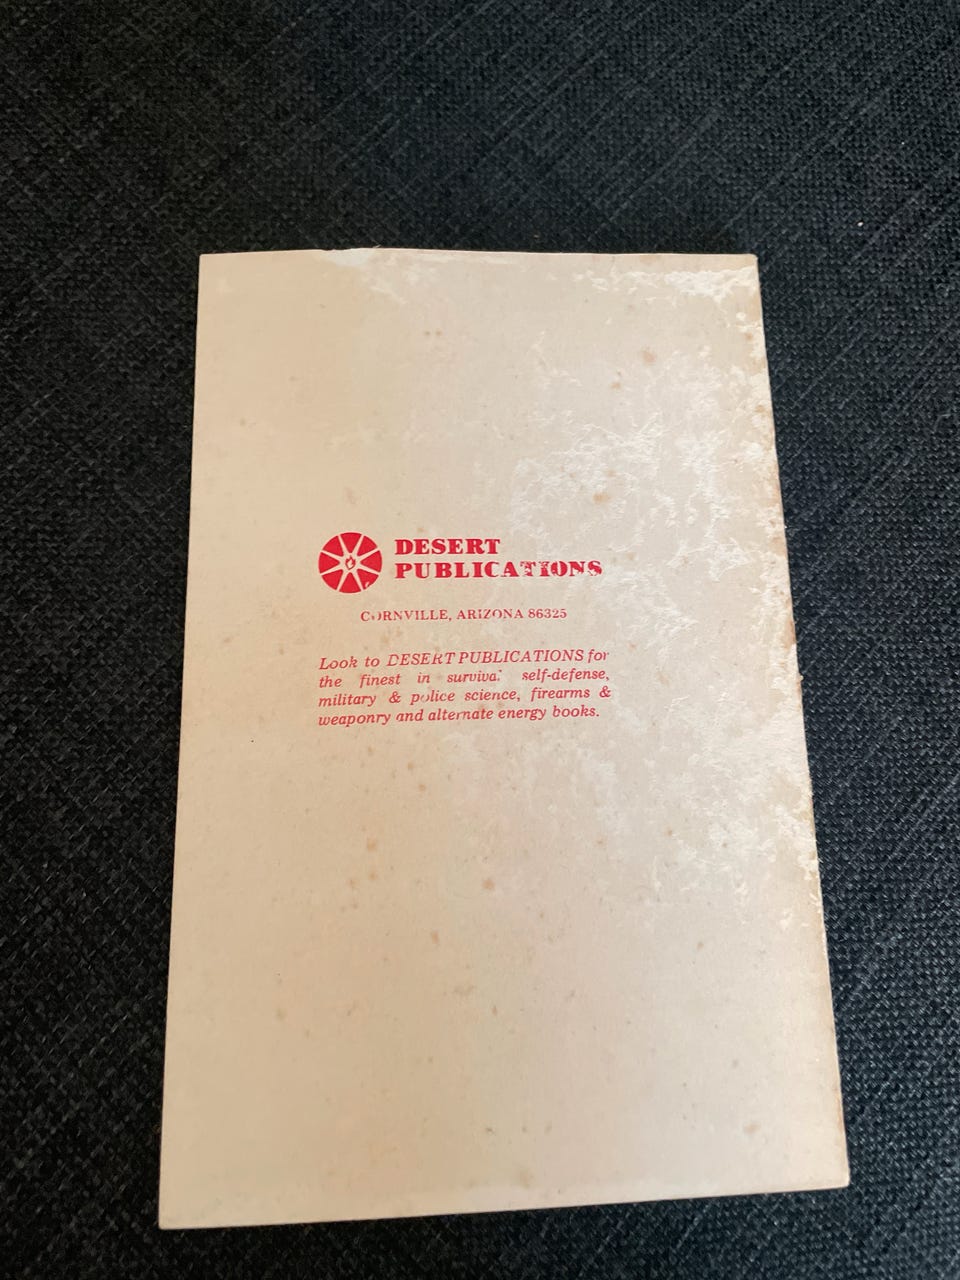 DESERT
PUBLICATIONS
CORNVILLE, ARIZONA 86325
Look to DESERT PUBLICATIONS for
the finest in survival self-defense,
military & police science, firearms &
weaponry and alternate energy books.